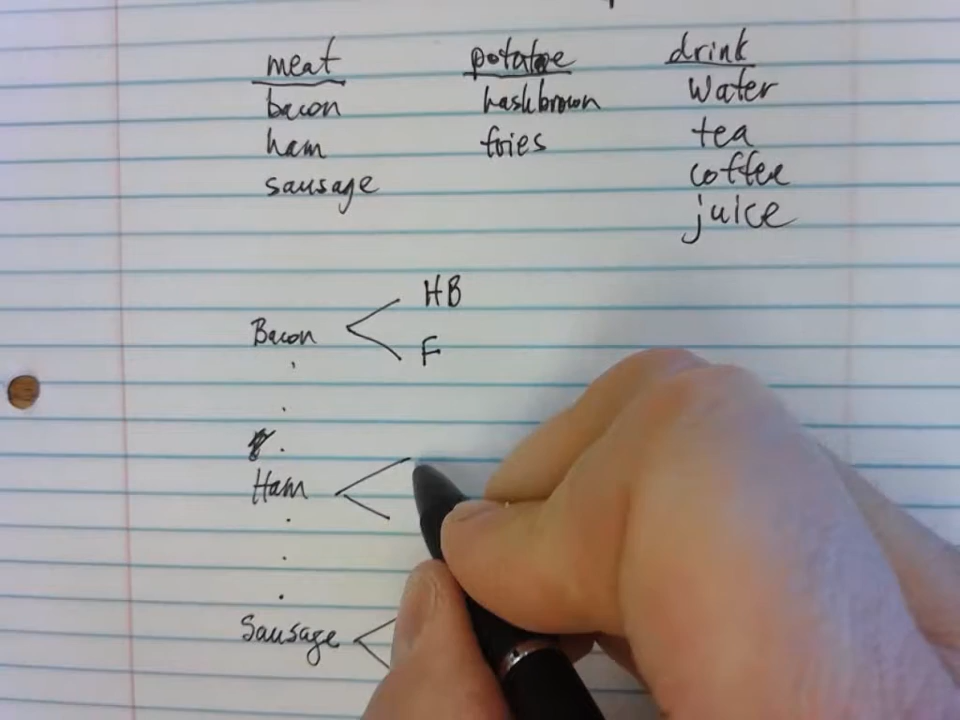 meat potatoe drink
bacon hashbrown water
ham fries tea
sausage coffee
juice
HB
Bacon
F
Ham
Sausage